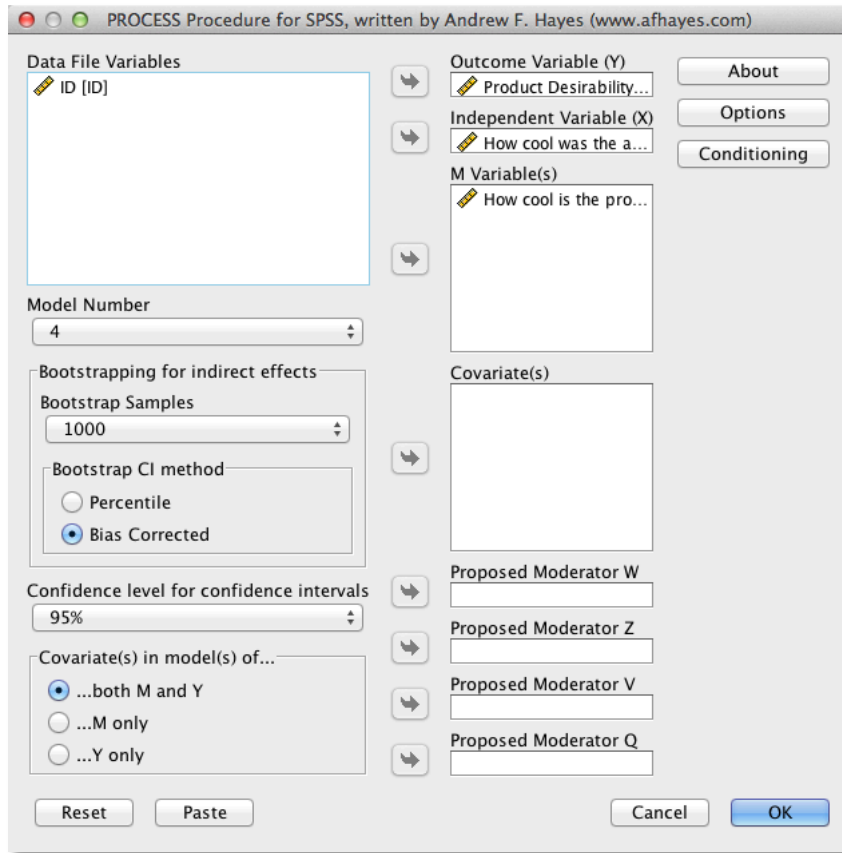 PROCESS Procedure for SPSS, written by Andrew F. Hayes (www.afhayes.com)
Data File Variables
ID [ID]
Model Number
4
Bootstrapping for indirect effects
Bootstrap Samples
1000
Bootstrap CI method
Percentile
Bias Corrected
Confidence level for confidence intervals
95%
Covariate(s) in model(s) of...
...both M and Y
...M only
...Y only
Outcome Variable (Y)
Product Desirability...
Independent Variable (X)
How cool was the a...
M Variable(s)
How cool is the pro...
Covariate(s)
Proposed Moderator W
Proposed Moderator Z
Proposed Moderator V
Proposed Moderator Q
About
Options
Conditioning
Reset
Paste
Cancel
OK